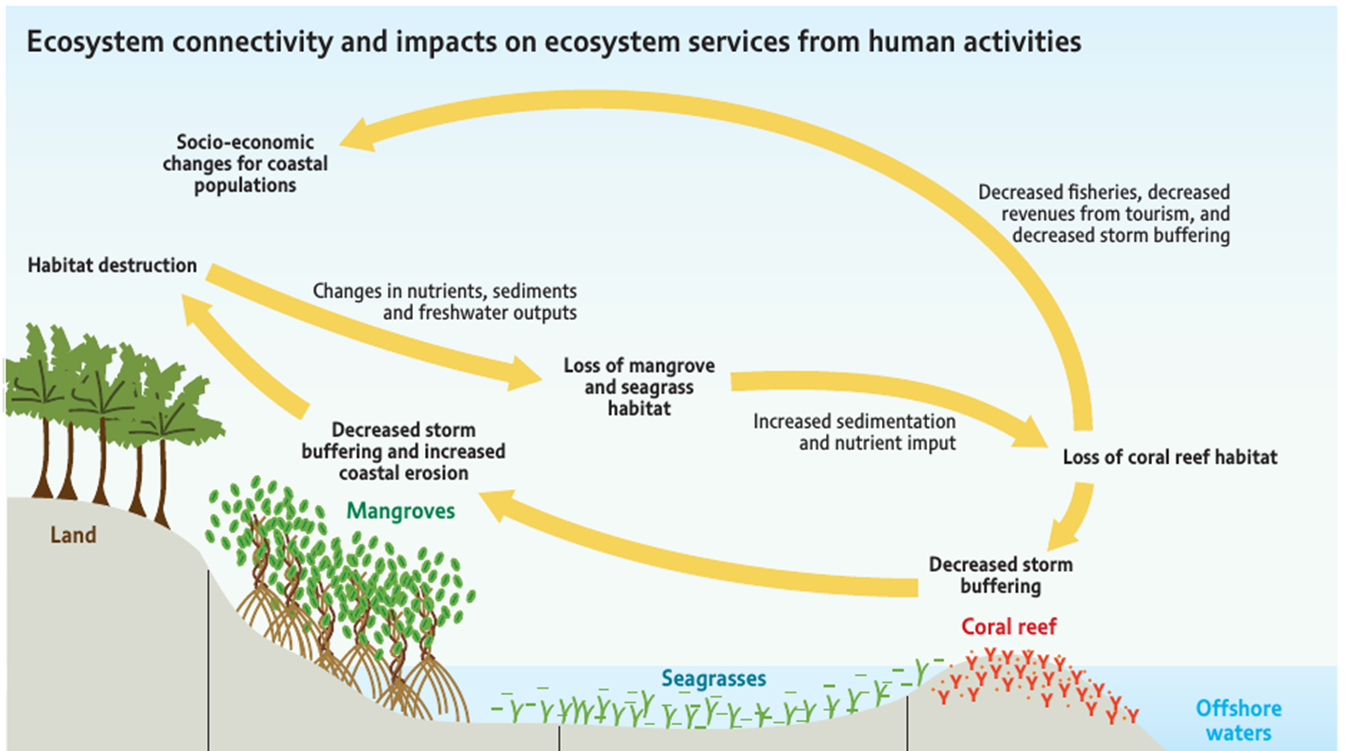 Ecosystem connectivity and impacts on ecosystem services from human activities
Socio-economic
changes for coastal
populations
Decreased fisheries, decreased
revenues from tourism, and
decreased storm buffering
Habitat destruction
Changes in nutrients, sediments
and freshwater outputs
Loss of mangrove
and seagrass
habitat
Increased sedimentation
and nutrient imput
Loss of coral reef habitat
Decreased storm
buffering and increased
coastal erosion
Mangroves
Land
Decreased storm
buffering
Coral reef
Seagrasses
Offshore
waters